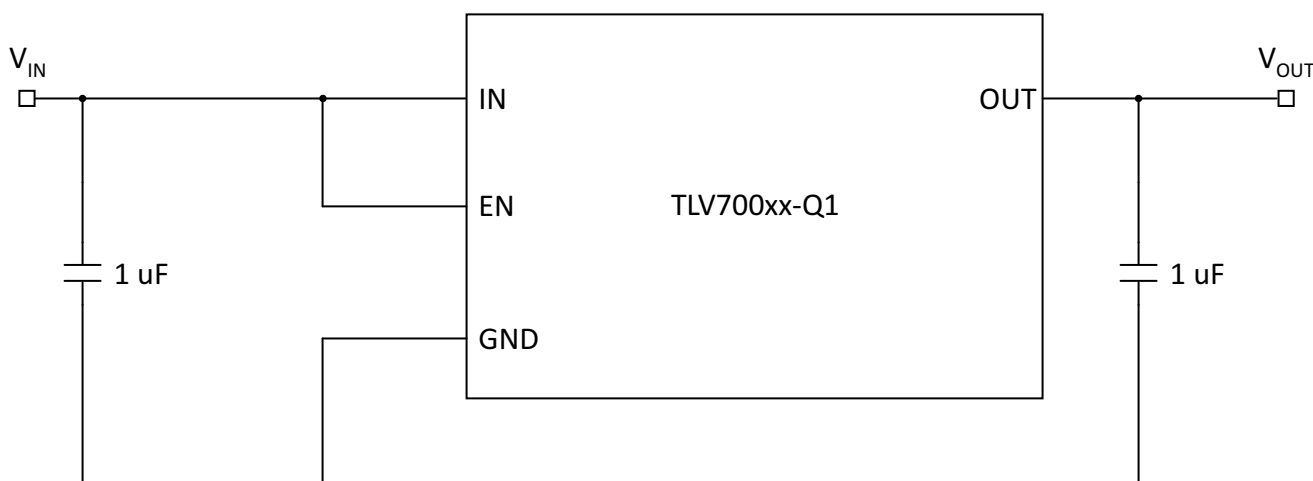 V_IN
V_OUT
IN
OUT
EN
TLV700xx-Q1
1 uF
1 uF
GND